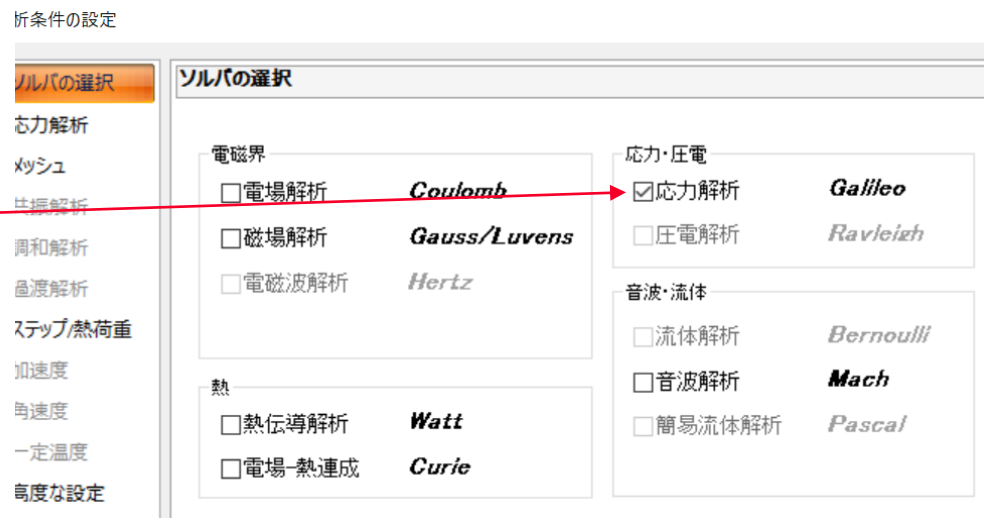 析条件の設定
ソルバの選択
応力解析
メッシュ
共振解析
調和解析
過渡解析
ステップ/熱荷重
加速度
角速度
一定温度
高度な設定
ソルバの選択
電磁界
電場解析 Coulomb
磁場解析 Gauss/Luvens
電磁波解析 Hertz
熱
熱伝導解析 Watt
電場-熱連成 Curie
応力・圧電
応力解析 Galileo
圧電解析 Rayleigh
音波・流体
流体解析 Bernoulli
音波解析 Mach
簡易流体解析 Pascal